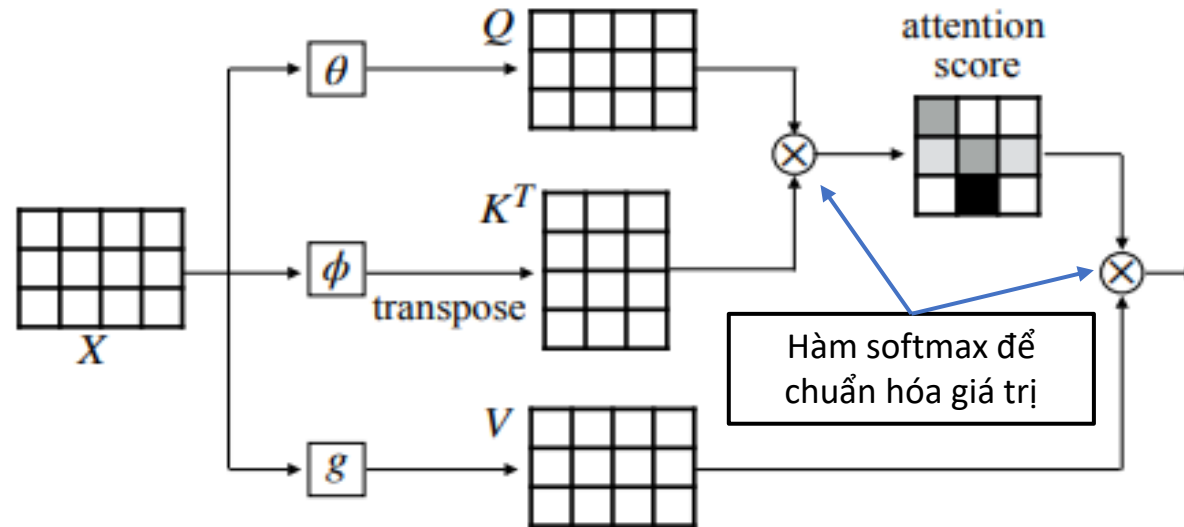 Q
attention
score
θ
K^T
ϕ
transpose
X
Hàm softmax để
chuẩn hóa giá trị
V
g